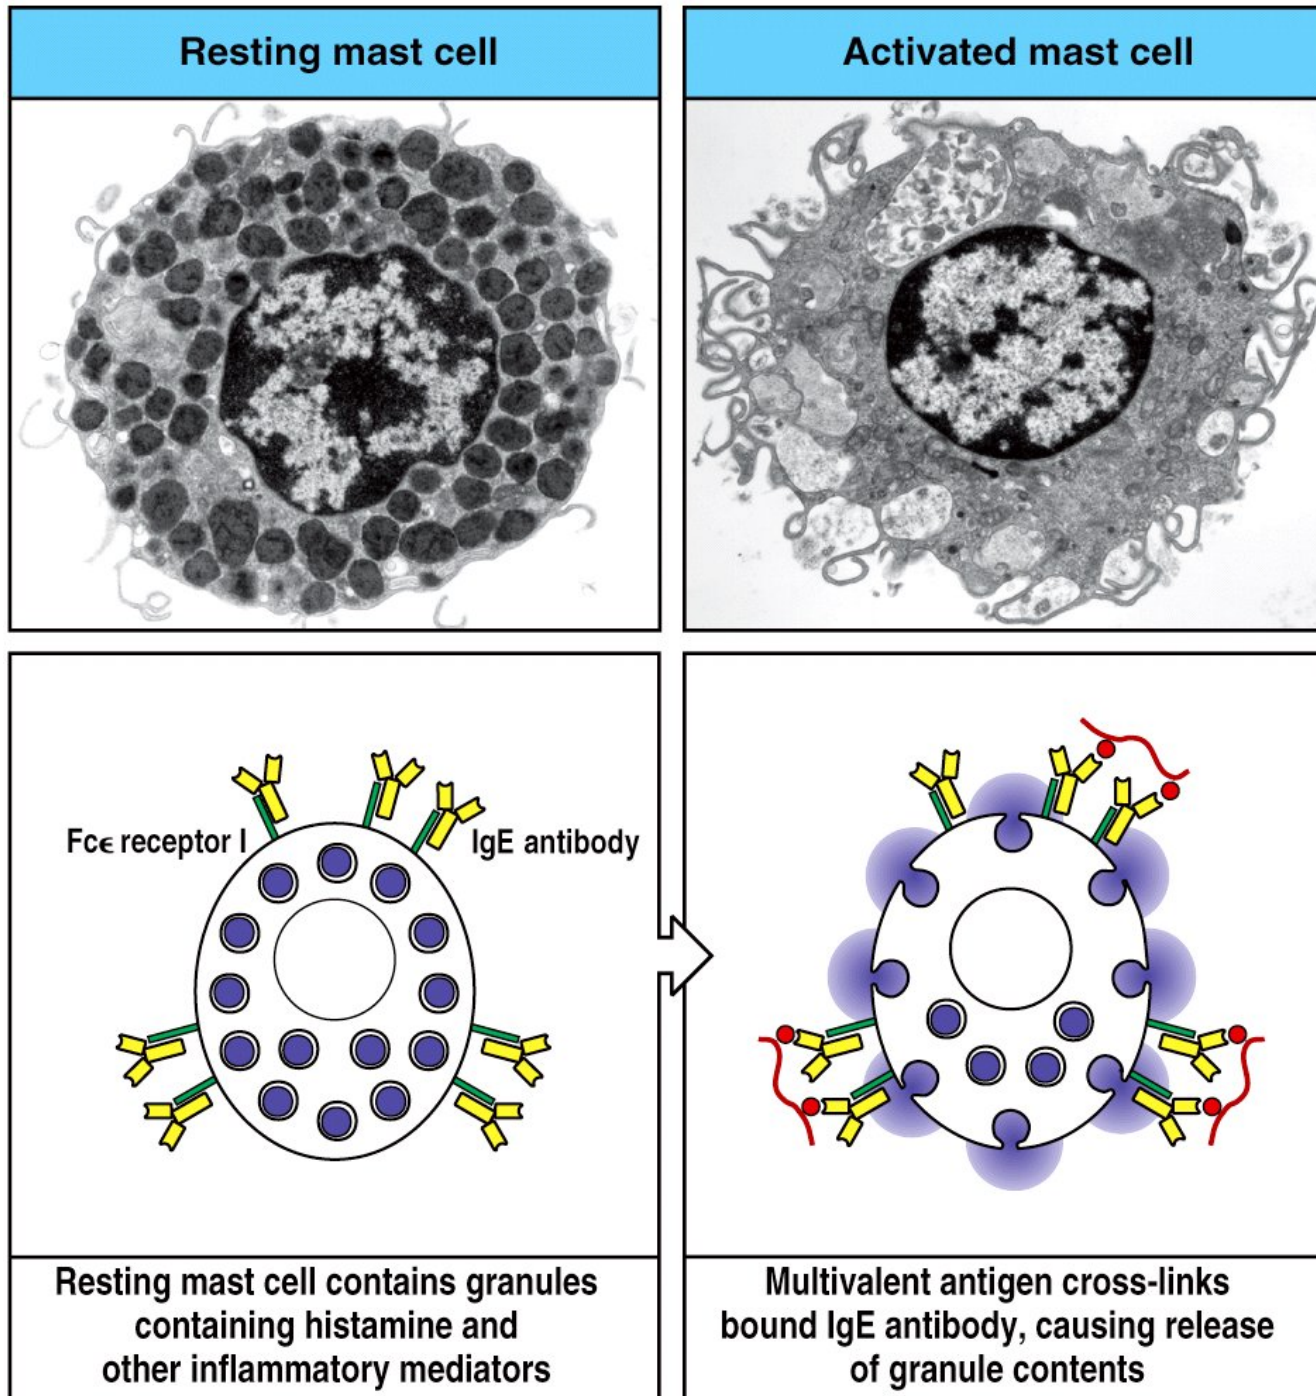 Resting mast cell
Activated mast cell
Fcϵ receptor I
IgE antibody
Resting mast cell contains granules
containing histamine and
other inflammatory mediators
Multivalent antigen cross-links
bound IgE antibody, causing release
of granule contents